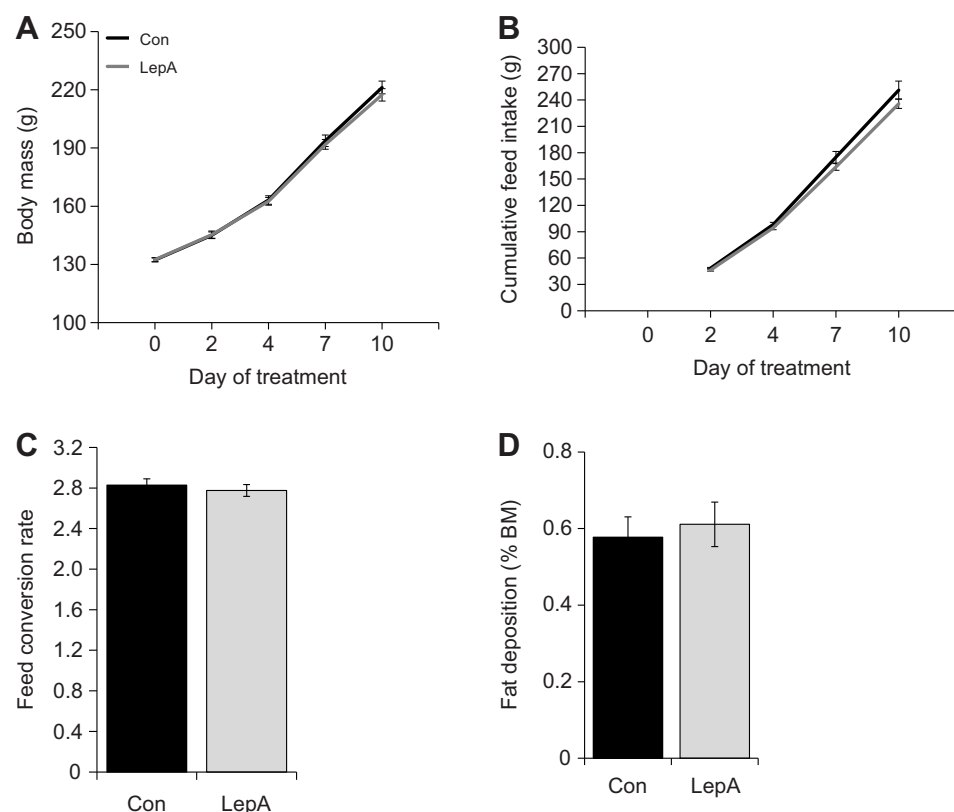 A
Con
LepA
Body mass (g)
250
220
190
160
130
100
0 2 4 7 10
Day of treatment
B
Cumulative feed intake (g)
300
270
240
210
180
150
120
90
60
30
0
0 2 4 7 10
Day of treatment
C
Feed conversion rate
3.2
2.8
2.4
2.0
1.6
1.2
0.8
0.4
0
Con LepA
D
Fat deposition (% BM)
0.8
0.6
0.4
0.2
0
Con LepA